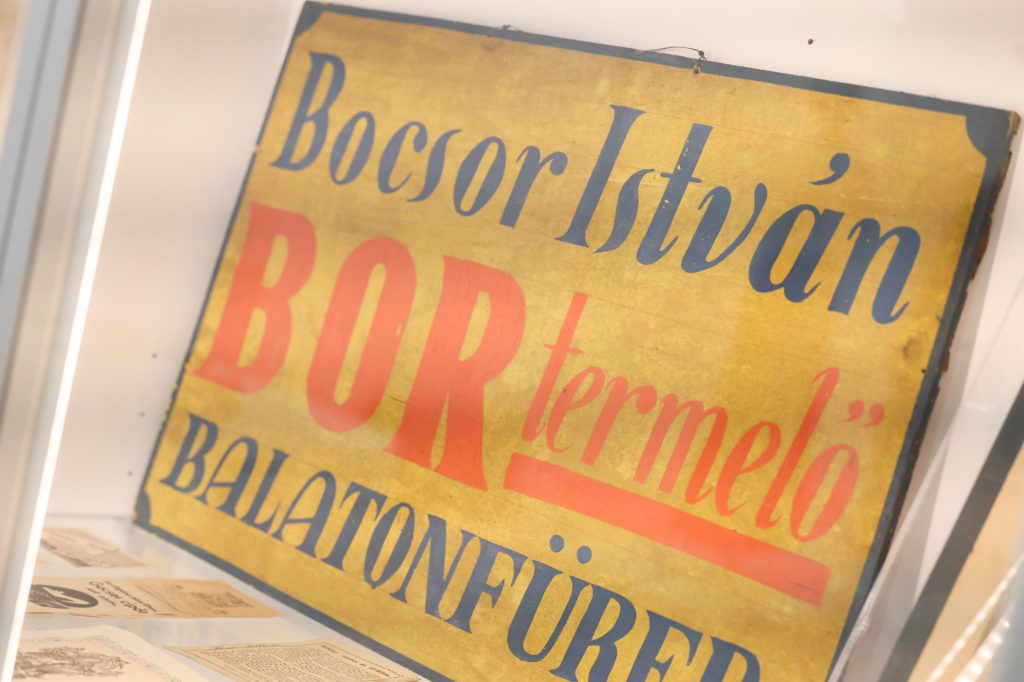 Bocsor István
BORtermelő
BALATONFÜRED